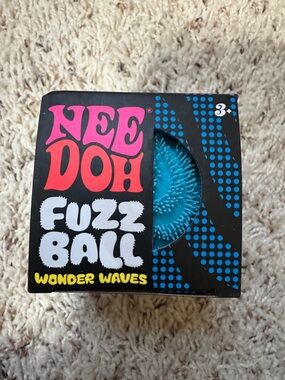 NEE
DOH
FUZZ
BALL
WONDER WAVES
3+